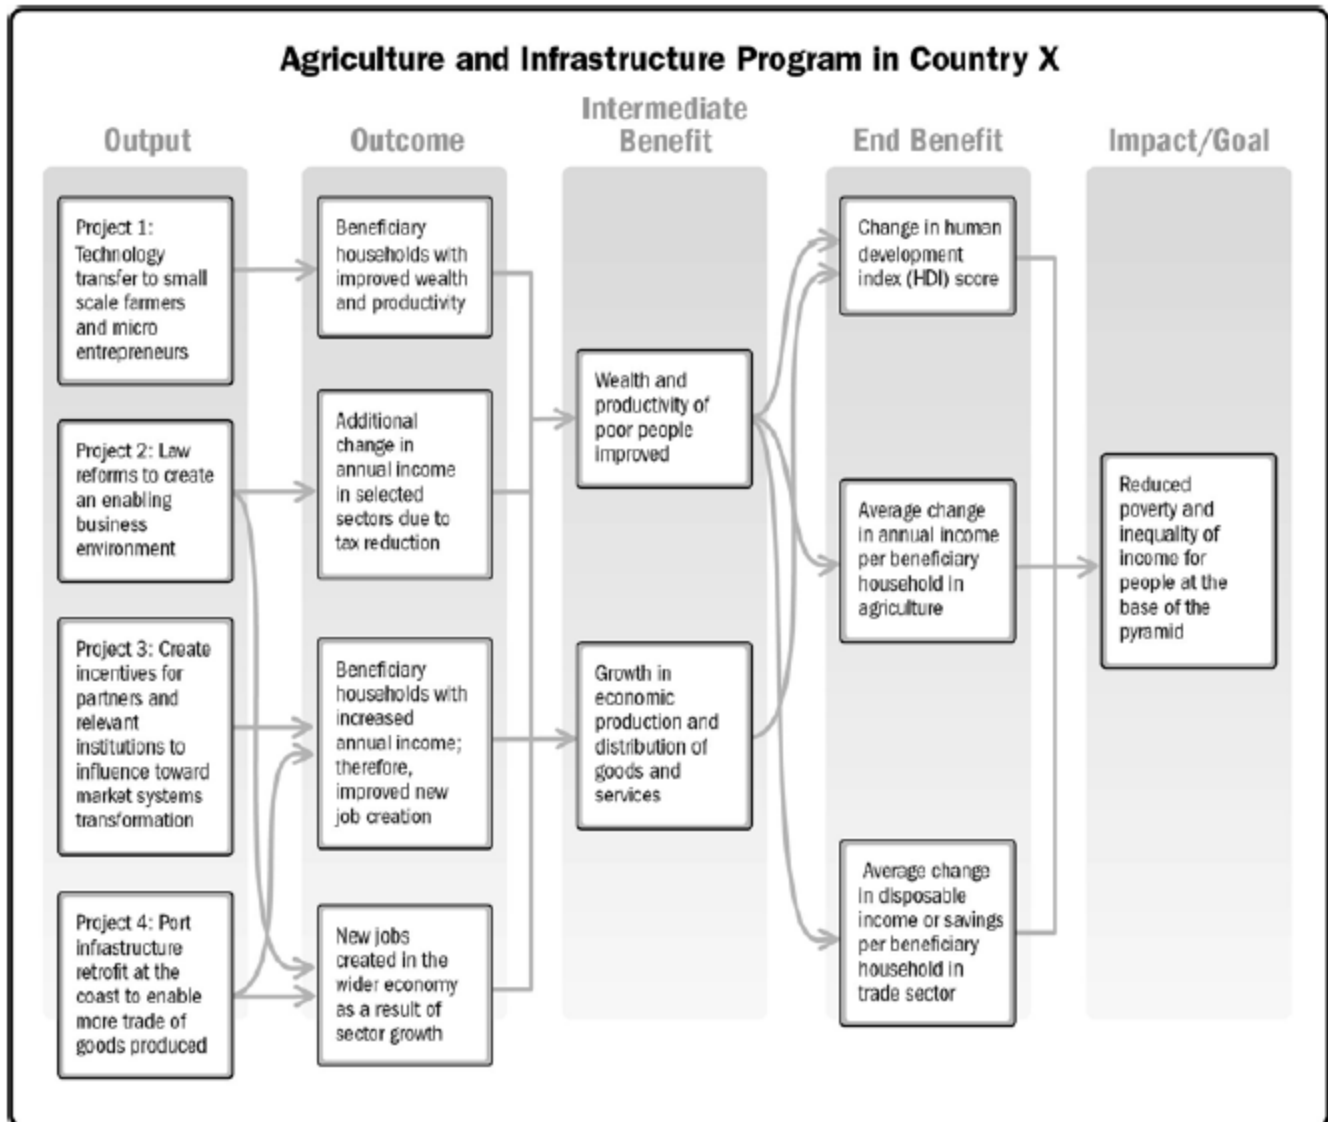 Agriculture and Infrastructure Program in Country X
Output
Outcome
Intermediate
Benefit
End Benefit
Impact/Goal
Project 1:
Technology
transfer to small
scale farmers
and micro
entrepreneurs
Project 2: Law
reforms to create
an enabling
business
environment
Project 3: Create
incentives for
partners and
relevant
institutions to
influence toward
market systems
transformation
Project 4: Port
infrastructure
retrofit at the
coast to enable
more trade of
goods produced
Beneficiary
households with
improved wealth
and productivity
Additional
change in
annual income
in selected
sectors due to
tax reduction
Beneficiary
households with
increased
annual income;
therefore,
improved new
job creation
New jobs
created in the
wider economy
as a result of
sector growth
Wealth and
productivity of
poor people
improved
Growth in
economic
production and
distribution of
goods and
services
Change in human
development
index (HDI) score
Average change
in annual income
per beneficiary
household in
agriculture
Average change
in disposable
income or savings
per beneficiary
household in
trade sector
Reduced
poverty and
inequality of
income for
people at the
base of the
pyramid